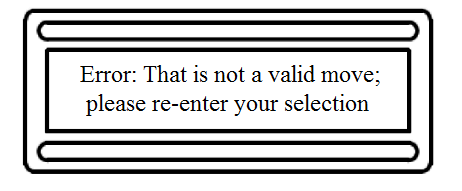 Error: That is not a valid move;
please re-enter your selection